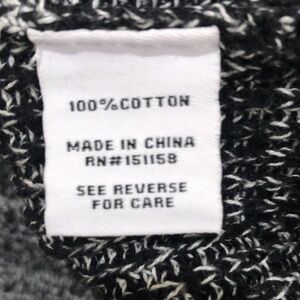 100%COTTON
MADE IN CHINA
RN#151158
SEE REVERSE
FOR CARE